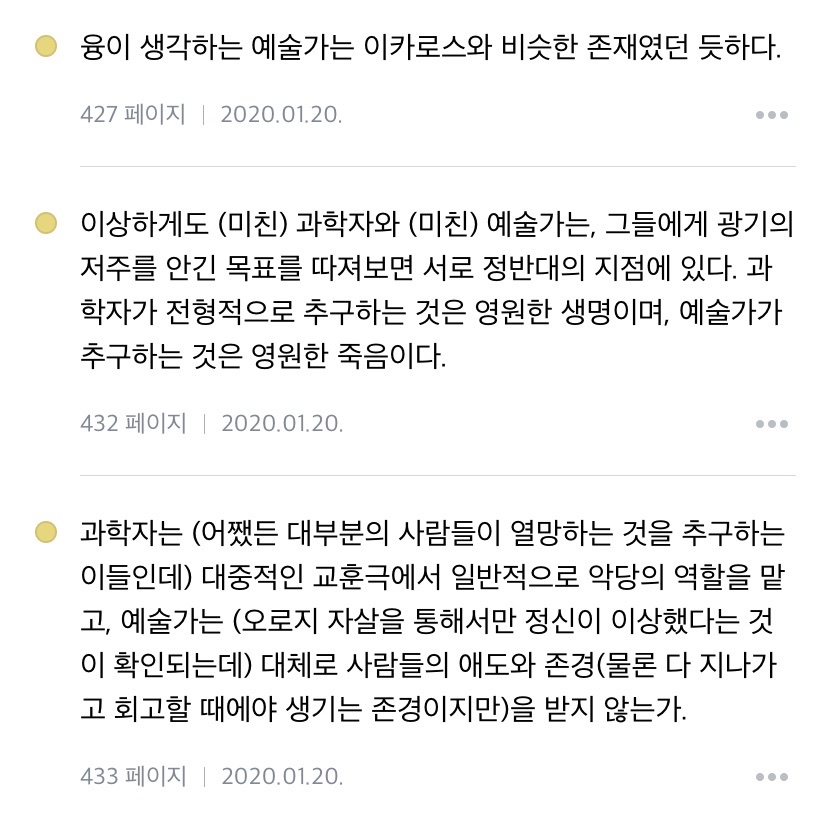 융이 생각하는 예술가는 이카로스와 비슷한 존재였던 듯하다.
427 페이지 | 2020.01.20.
이상하게도 (미친) 과학자와 (미친) 예술가는, 그들에게 광기의
저주를 안긴 목표를 따져보면 서로 정반대의 지점에 있다. 과
학자가 전형적으로 추구하는 것은 영원한 생명이며, 예술가가
추구하는 것은 영원한 죽음이다.
432 페이지 | 2020.01.20.
과학자는 (어쨌든 대부분의 사람들이 열망하는 것을 추구하는
이들인데) 대중적인 교훈극에서 일반적으로 악당의 역할을 맡
고, 예술가는 (오로지 자살을 통해서만 정신이 이상했다는 것
이 확인되는데) 대체로 사람들의 애도와 존경(물론 다 지나가
고 회고할 때에야 생기는 존경이지만)을 받지 않는가.
433 페이지 | 2020.01.20.